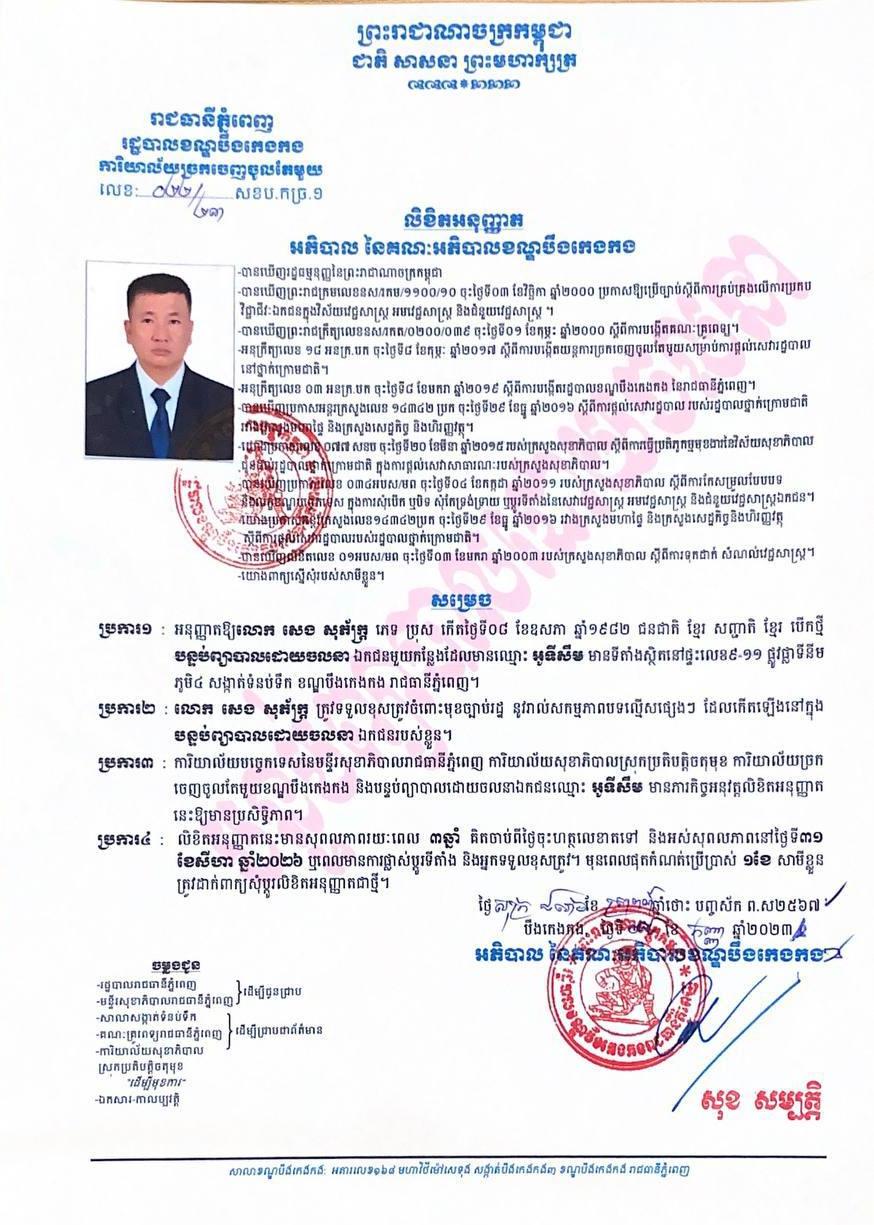 ព្រះរាជាណាចក្រកម្ពុជា
ជាតិ សាសនា ព្រះមហាក្សត្រ
រាជធានីភ្នំពេញ
រដ្ឋបាលខណ្ឌបឹងកេងកង
ការិយាល័យច្រកចេញចូលតែមួយ
លេខ: ០៤៤/២៣ សខប.កច្រ.១
លិខិតអនុញ្ញាត
អភិបាល នៃគណៈអភិបាលខណ្ឌបឹងកេងកង
-បានឃើញរដ្ឋធម្មនុញ្ញនៃព្រះរាជាណាចក្រកម្ពុជា
-បានឃើញព្រះរាជក្រមលេខនស/រកម/១១០០/១០ ចុះថ្ងៃទី០៣ ខែវិច្ឆិកា ឆ្នាំ២០០០ ប្រកាសឱ្យប្រើច្បាប់ស្តីពីការគ្រប់គ្រងលើការប្រកប
វិជ្ជាជីវៈឯកជនក្នុងវិស័យវេជ្ជសាស្ត្រ អមវេជ្ជសាស្ត្រ និងជំនួយវេជ្ជសាស្ត្រ ។
-បានឃើញព្រះរាជក្រឹត្យលេខនស/រកត/០២០០/០៣៩ ចុះថ្ងៃទី០១ ខែកុម្ភៈ ឆ្នាំ២០០០ ស្តីពីការបង្កើតគណៈគ្រូពេទ្យ។
-អនុក្រឹត្យលេខ ១៨ អនក្រ.បក ចុះថ្ងៃទី៨ ខែកុម្ភៈ ឆ្នាំ២០១៧ ស្តីពីការបង្កើតយន្តការច្រកចេញចូលតែមួយសម្រាប់ការផ្តល់សេវារដ្ឋបាល
នៅថ្នាក់ក្រោមជាតិ។
-អនុក្រឹត្យលេខ ០៣ អនក្រ.បក ចុះថ្ងៃទី៨ ខែមករា ឆ្នាំ២០១៩ ស្តីពីការបង្កើតរដ្ឋបាលខណ្ឌបឹងកេងកង នៃរាជធានីភ្នំពេញ។
-បានឃើញប្រកាសអន្តរក្រសួងលេខ ១៤៣៤២ ប្រក ចុះថ្ងៃទី២៩ ខែធ្នូ ឆ្នាំ២០១៦ ស្តីពីការផ្តល់សេវារដ្ឋបាល របស់រដ្ឋបាលថ្នាក់ក្រោមជាតិ
រវាងក្រសួងមហាផ្ទៃ និងក្រសួងសេដ្ឋកិច្ច និងហិរញ្ញវត្ថុ។
០៧៧ សនប ចុះថ្ងៃទី២០ ខែមីនា ឆ្នាំ២០១៥ របស់ក្រសួងសុខាភិបាល ស្តីពីការធ្វើប្រតិភូកម្មមុខងារនៃវិស័យសុខាភិបាល
ជូនដល់រដ្ឋបាលថ្នាក់ក្រោមជាតិ ក្នុងការផ្តល់សេវាសាធារណៈរបស់ក្រសួងសុខាភិបាល។
-បានឃើញប្រកាសលេខ ០៣៤អបស/មព ចុះថ្ងៃទី០៤ ខែកក្កដា ឆ្នាំ២០១១ របស់ក្រសួងសុខាភិបាល ស្តីពីការកែសម្រួលបែបបទ
ក្នុងការសុំបើក ឬបិទ សុំតែទ្រង់ទ្រាយ ឬប្តូរទីតាំងនៃសេវាវេជ្ជសាស្ត្រ អមវេជ្ជសាស្ត្រ និងជំនួយវេជ្ជសាស្ត្រឯកជន។
-យោងប្រកាសអន្តរក្រសួងលេខ១៤៣៤២ប្រក ចុះថ្ងៃទី២៩ ខែធ្នូ ឆ្នាំ២០១៦ រវាងក្រសួងមហាផ្ទៃ និងក្រសួងសេដ្ឋកិច្ចនិងហិរញ្ញវត្ថុ
ស្តីពីការផ្តល់សេវារដ្ឋបាលរបស់រដ្ឋបាលថ្នាក់ក្រោមជាតិ។
-បានឃើញលិខិតលេខ ០១អបស/មព ចុះថ្ងៃទី០៣ ខែមករា ឆ្នាំ២០០៣ របស់ក្រសួងសុខាភិបាល ស្តីពីការទុកដាក់ សំណល់វេជ្ជសាស្ត្រ។
-យោងពាក្យស្នើសុំរបស់សាមីខ្លួន។
សម្រេច
ប្រការ១ : អនុញ្ញាតឱ្យលោក សេង សុភ័ក្ត្រ ភេទ ប្រុស កើតថ្ងៃទី០៨ ខែឧសភា ឆ្នាំ១៩៨២ ជនជាតិ ខ្មែរ សញ្ជាតិ ខ្មែរ បើកថ្មី
បន្ទប់ព្យាបាលដោយចលនា ឯកជនមួយកន្លែងដែលមានឈ្មោះ អូឌីសឹម មានទីតាំងស្ថិតនៅផ្ទះលេខ៩-១១ ផ្លូវផ្លាទីនីម
ភូមិ៤ សង្កាត់ទំនប់ទឹក ខណ្ឌបឹងកេងកង រាជធានីភ្នំពេញ។
ប្រការ២ : លោក សេង សុភ័ក្ត្រ ត្រូវទទួលខុសត្រូវចំពោះមុខច្បាប់រដ្ឋ នូវរាល់សកម្មភាពបទល្មើសផ្សេងៗ ដែលកើតឡើងនៅក្នុង
បន្ទប់ព្យាបាលដោយចលនា ឯកជនរបស់ខ្លួន។
ប្រការ៣ : ការិយាល័យបច្ចេកទេសនៃមន្ទីរសុខាភិបាលរាជធានីភ្នំពេញ ការិយាល័យសុខាភិបាលស្រុកប្រតិបត្តិចតុមុខ ការិយាល័យច្រក
ចេញចូលតែមួយខណ្ឌបឹងកេងកង និងបន្ទប់ព្យាបាលដោយចលនាឯកជនឈ្មោះ អូឌីសឹម មានភារកិច្ចអនុវត្តលិខិតអនុញ្ញាត
នេះឱ្យមានប្រសិទ្ធិភាព។
ប្រការ៤ : លិខិតអនុញ្ញាតនេះមានសុពលភាពរយៈពេល ៣ឆ្នាំ គិតចាប់ពីថ្ងៃចុះហត្ថលេខាតទៅ និងអស់សុពលភាពនៅថ្ងៃទី៣១
ខែសីហា ឆ្នាំ២០២៦ ឬពេលមានការផ្លាស់ប្តូរទីតាំង និងអ្នកទទួលខុសត្រូវ។ មុនពេលផុតកំណត់ប្រើប្រាស់ ១ខែ សាមីខ្លួន
ត្រូវដាក់ពាក្យសុំប្តូរលិខិតអនុញ្ញាតជាថ្មី។
ថ្ងៃសុក្រ ខែ ឆ្នាំថោះ បញ្ចស័ក ព.ស២៥៦៧
បឹងកេងកង, ថ្ងៃទី ខែ កញ្ញា ឆ្នាំ២០២៣
អភិបាល នៃគណៈអភិបាលខណ្ឌបឹងកេងកង
ចម្លងជូន
-រដ្ឋបាលរាជធានីភ្នំពេញ
-មន្ទីរសុខាភិបាលរាជធានីភ្នំពេញ
ដើម្បីជូនជ្រាប
-សាលាសង្កាត់ទំនប់ទឹក
-គណៈគ្រូពេទ្យរាជធានីភ្នំពេញ
ដើម្បីជ្រាបជាព័ត៌មាន
-ការិយាល័យសុខាភិបាល
ស្រុកប្រតិបត្តិចតុមុខ
"ដើម្បីមុខការ"
-ឯកសារ-កាលប្បវត្តិ
សុខ សម្បត្តិ
សាលាខណ្ឌបឹងកេងកង: អគារលេខ១៦៨ មហាវិថីម៉ៅសេទុង សង្កាត់បឹងកេងកង៣ ខណ្ឌបឹងកេងកង រាជធានីភ្នំពេញ